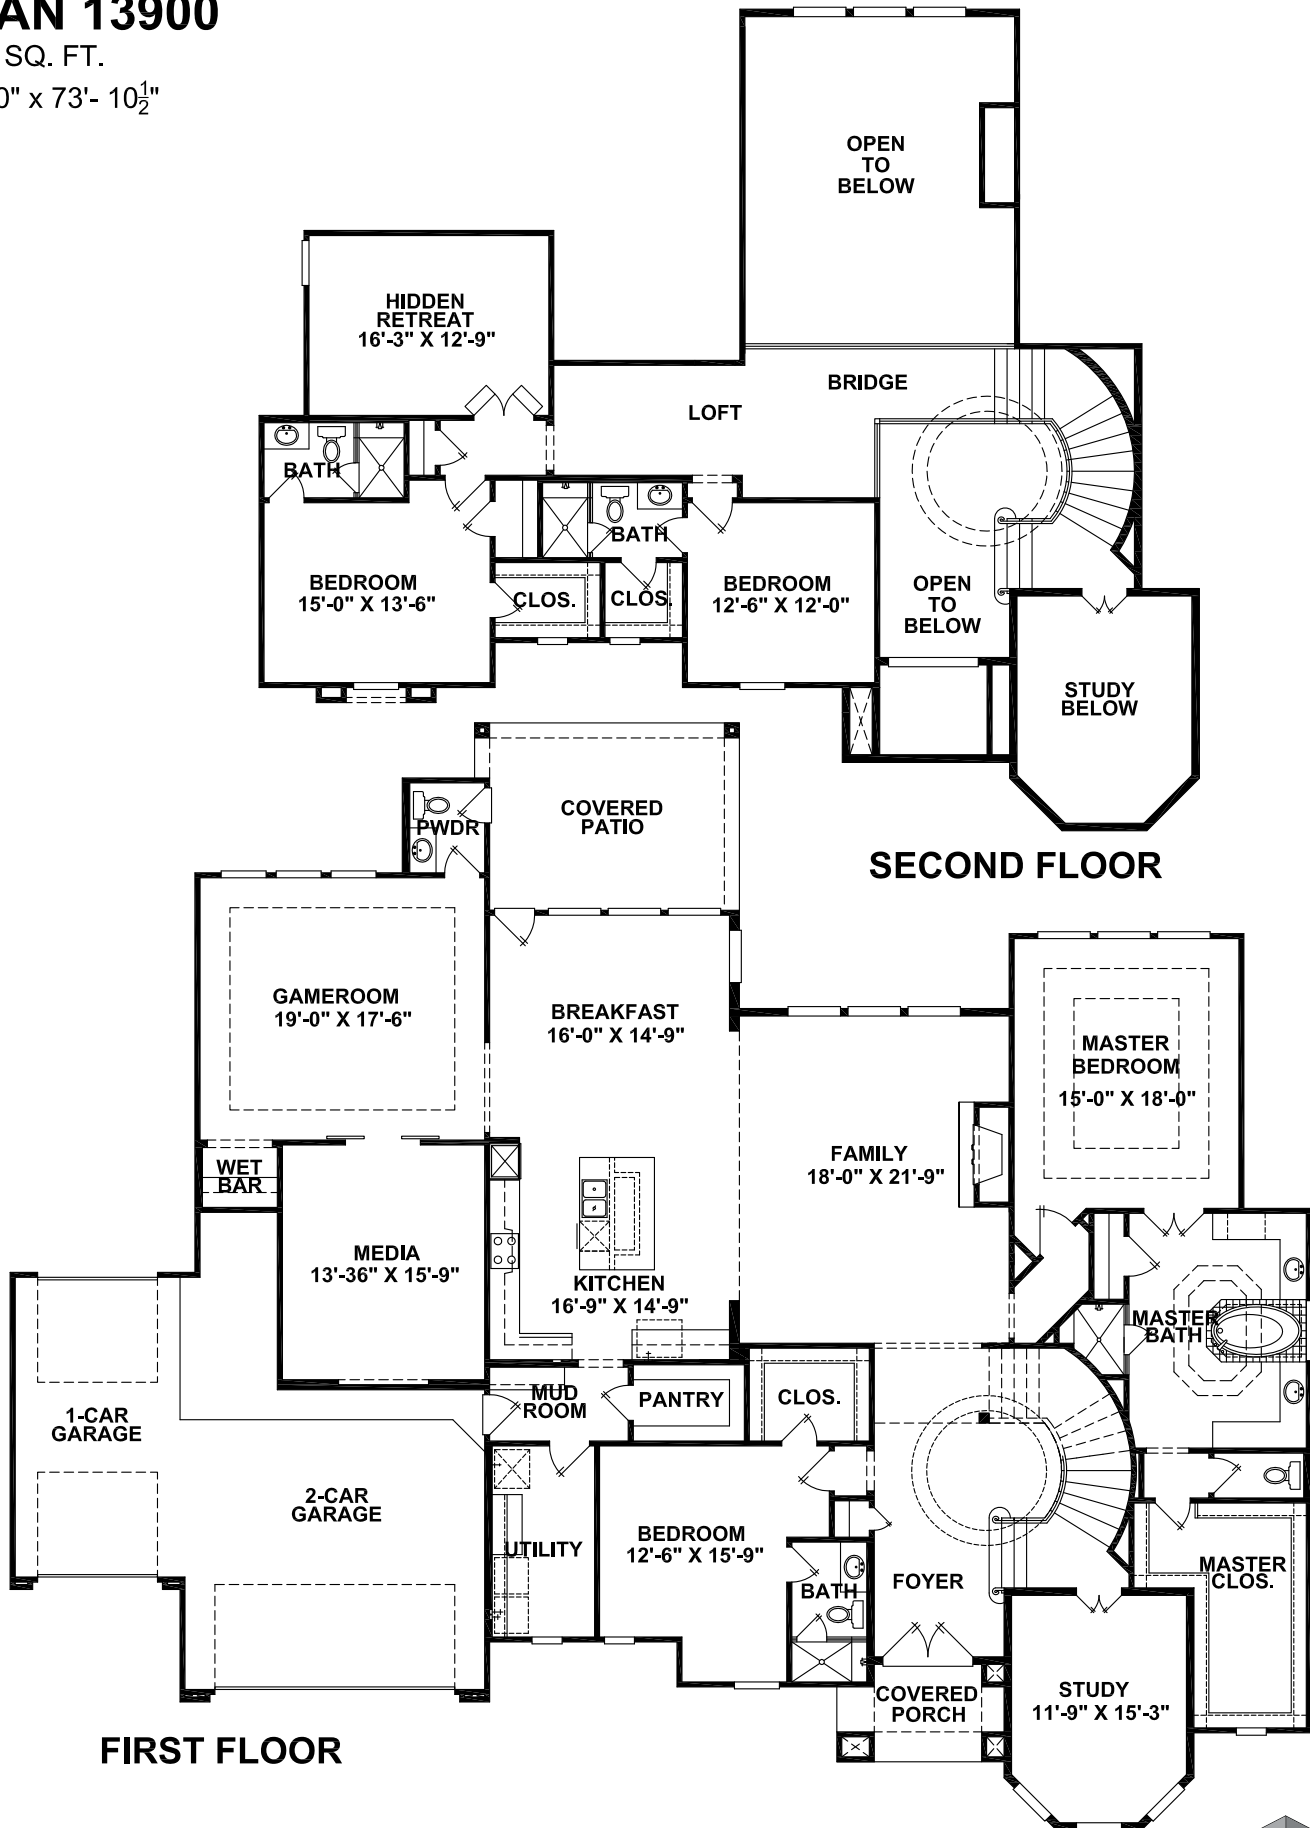 AN 13900
SQ. FT.
0" x 73'- 10½"
OPEN
TO
BELOW
HIDDEN
RETREAT
16'-3" X 12'-9"
BRIDGE
LOFT
BATH
BATH
BEDROOM
15'-0" X 13'-6"
CLOS.
CLOS.
BEDROOM
12'-6" X 12'-0"
OPEN
TO
BELOW
STUDY
BELOW
SECOND FLOOR
COVERED
PATIO
PWDR
GAMEROOM
19'-0" X 17'-6"
BREAKFAST
16'-0" X 14'-9"
MASTER
BEDROOM
15'-0" X 18'-0"
WET
BAR
FAMILY
18'-0" X 21'-9"
MEDIA
13'-36" X 15'-9"
KITCHEN
16'-9" X 14'-9"
MASTER
BATH
1-CAR
GARAGE
MUD
ROOM
PANTRY
CLOS.
2-CAR
GARAGE
UTILITY
BEDROOM
12'-6" X 15'-9"
BATH
FOYER
MASTER
CLOS.
COVERED
PORCH
STUDY
11'-9" X 15'-3"
FIRST FLOOR